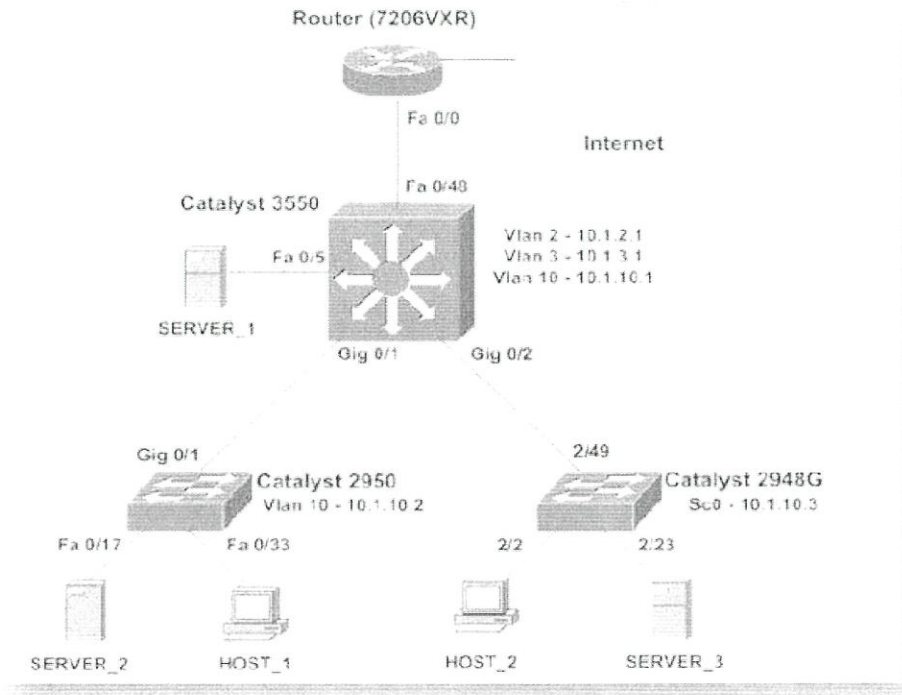 Router (7206VXR)
Fa 0/0
Internet
Fa 0/48
Catalyst 3550
Vlan 2 - 10.1.2.1
Vlan 3 - 10.1.3.1
Vlan 10 - 10.1.10.1
Fa 0/5
SERVER_1
Gig 0/1
Gig 0/2
Gig 0/1
2/49
Catalyst 2950
Vlan 10 - 10.1.10.2
Catalyst 2948G
Sc0 - 10.1.10.3
Fa 0/17
Fa 0/33
2/2
2/23
SERVER_2
HOST_1
HOST_2
SERVER_3